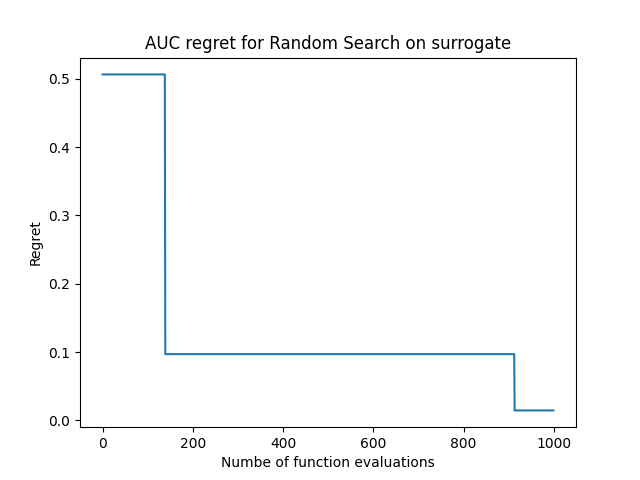 AUC regret for Random Search on surrogate
Regret
0.5
0.4
0.3
0.2
0.1
0.0
0 200 400 600 800 1000
Numbe of function evaluations